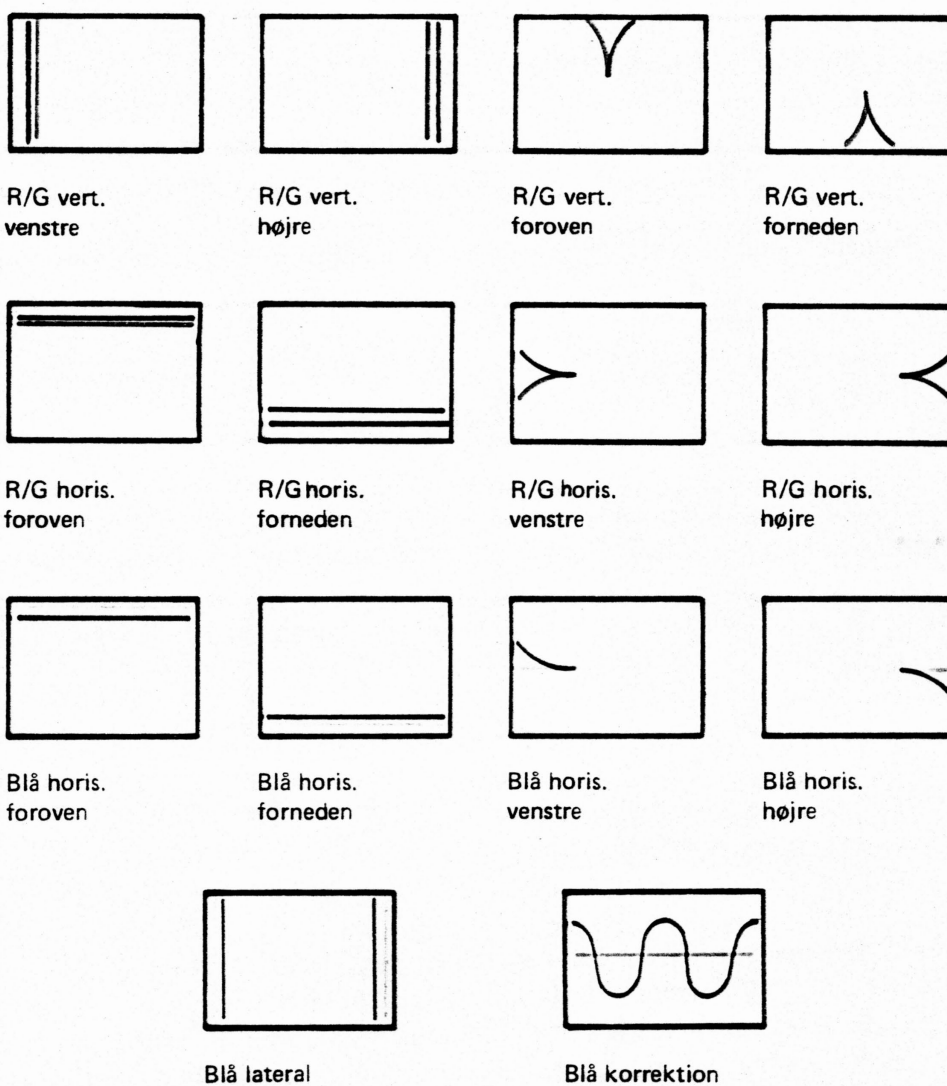 R/G vert.
venstre
R/G vert.
højre
R/G vert.
foroven
R/G vert.
forneden
R/G horis.
foroven
R/G horis.
forneden
R/G horis.
venstre
R/G horis.
højre
Blå horis.
foroven
Blå horis.
forneden
Blå horis.
venstre
Blå horis.
højre
Blå lateral
Blå korrektion